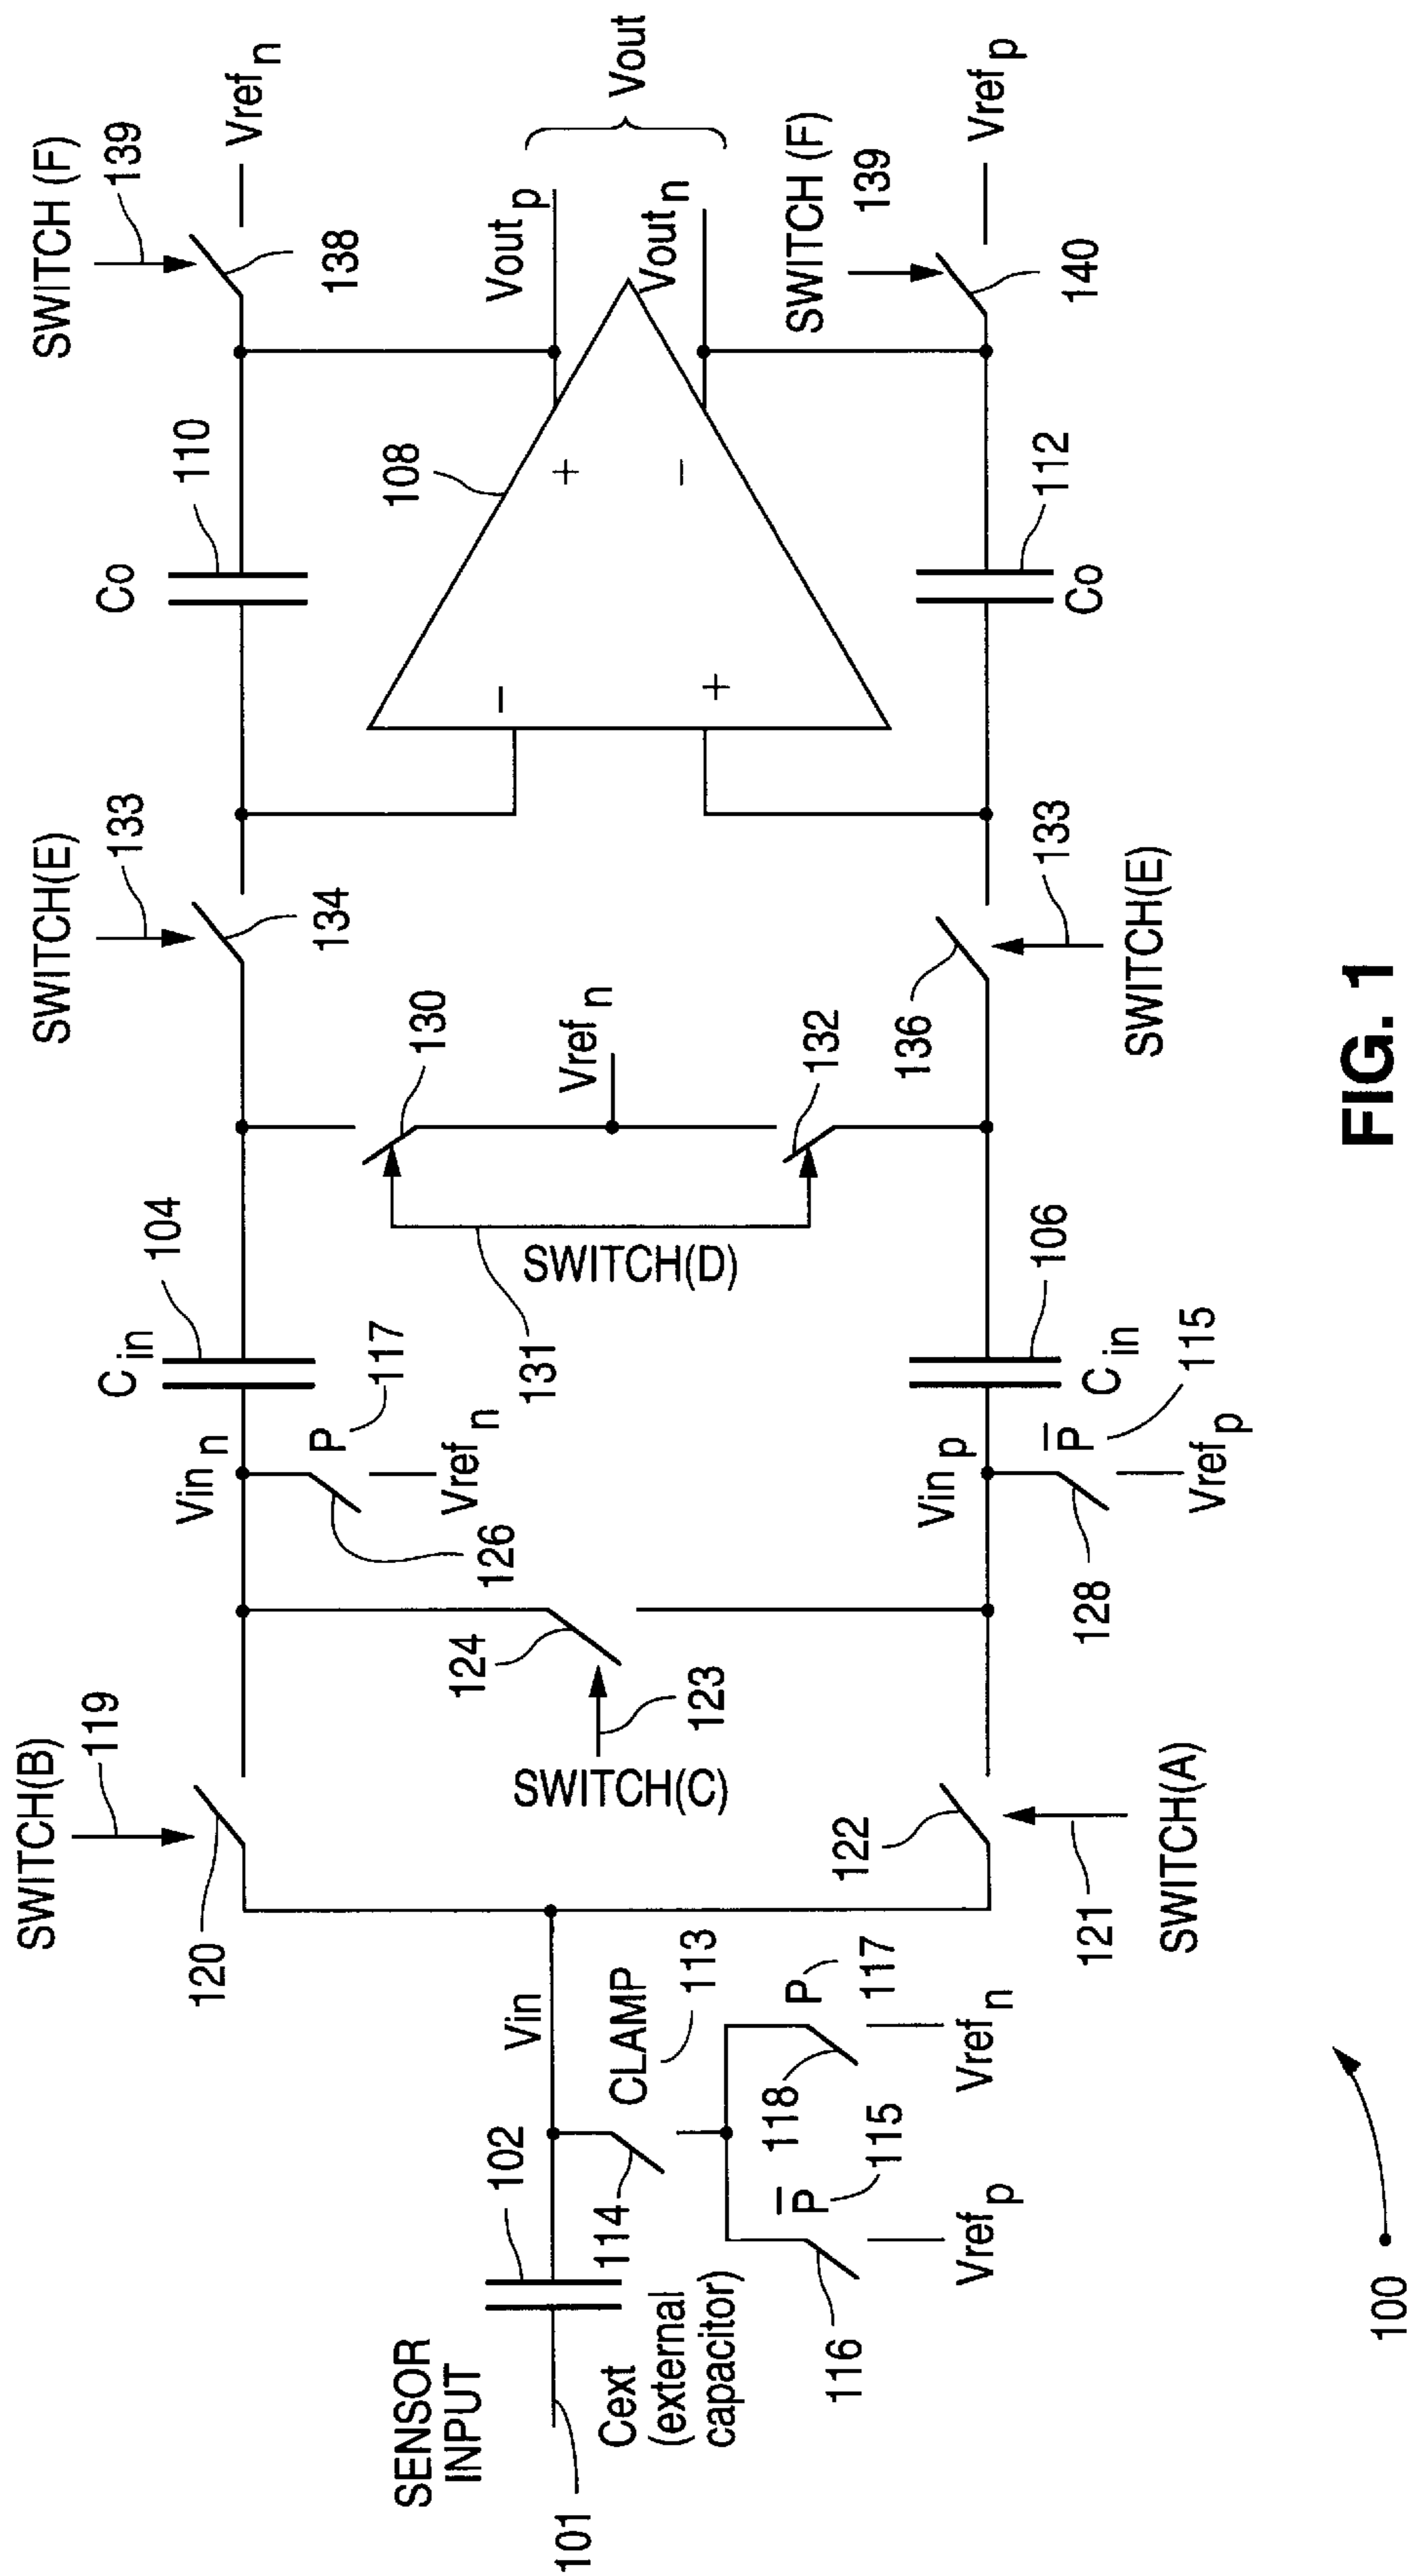 SWITCH(B)
119
120
SWITCH(E)
133
134
SWITCH (F)
139
138
Vref n
Co
110
C in
104
Vin n
P
117
Vref n
126
SENSOR
INPUT
101
102
Cext
(external
capacitor)
Vin
CLAMP
113
114
P̅
115
116
Vref p
P
117
118
Vref n
124
123
SWITCH(C)
130
Vref n
132
SWITCH(D)
131
108
−
+
+
−
Vout p
Vout n
Vout
SWITCH (F)
139
140
Vref p
122
121
SWITCH(A)
Vin p
P̅
115
Vref p
128
C in
106
136
133
SWITCH(E)
Co
112
100
FIG. 1